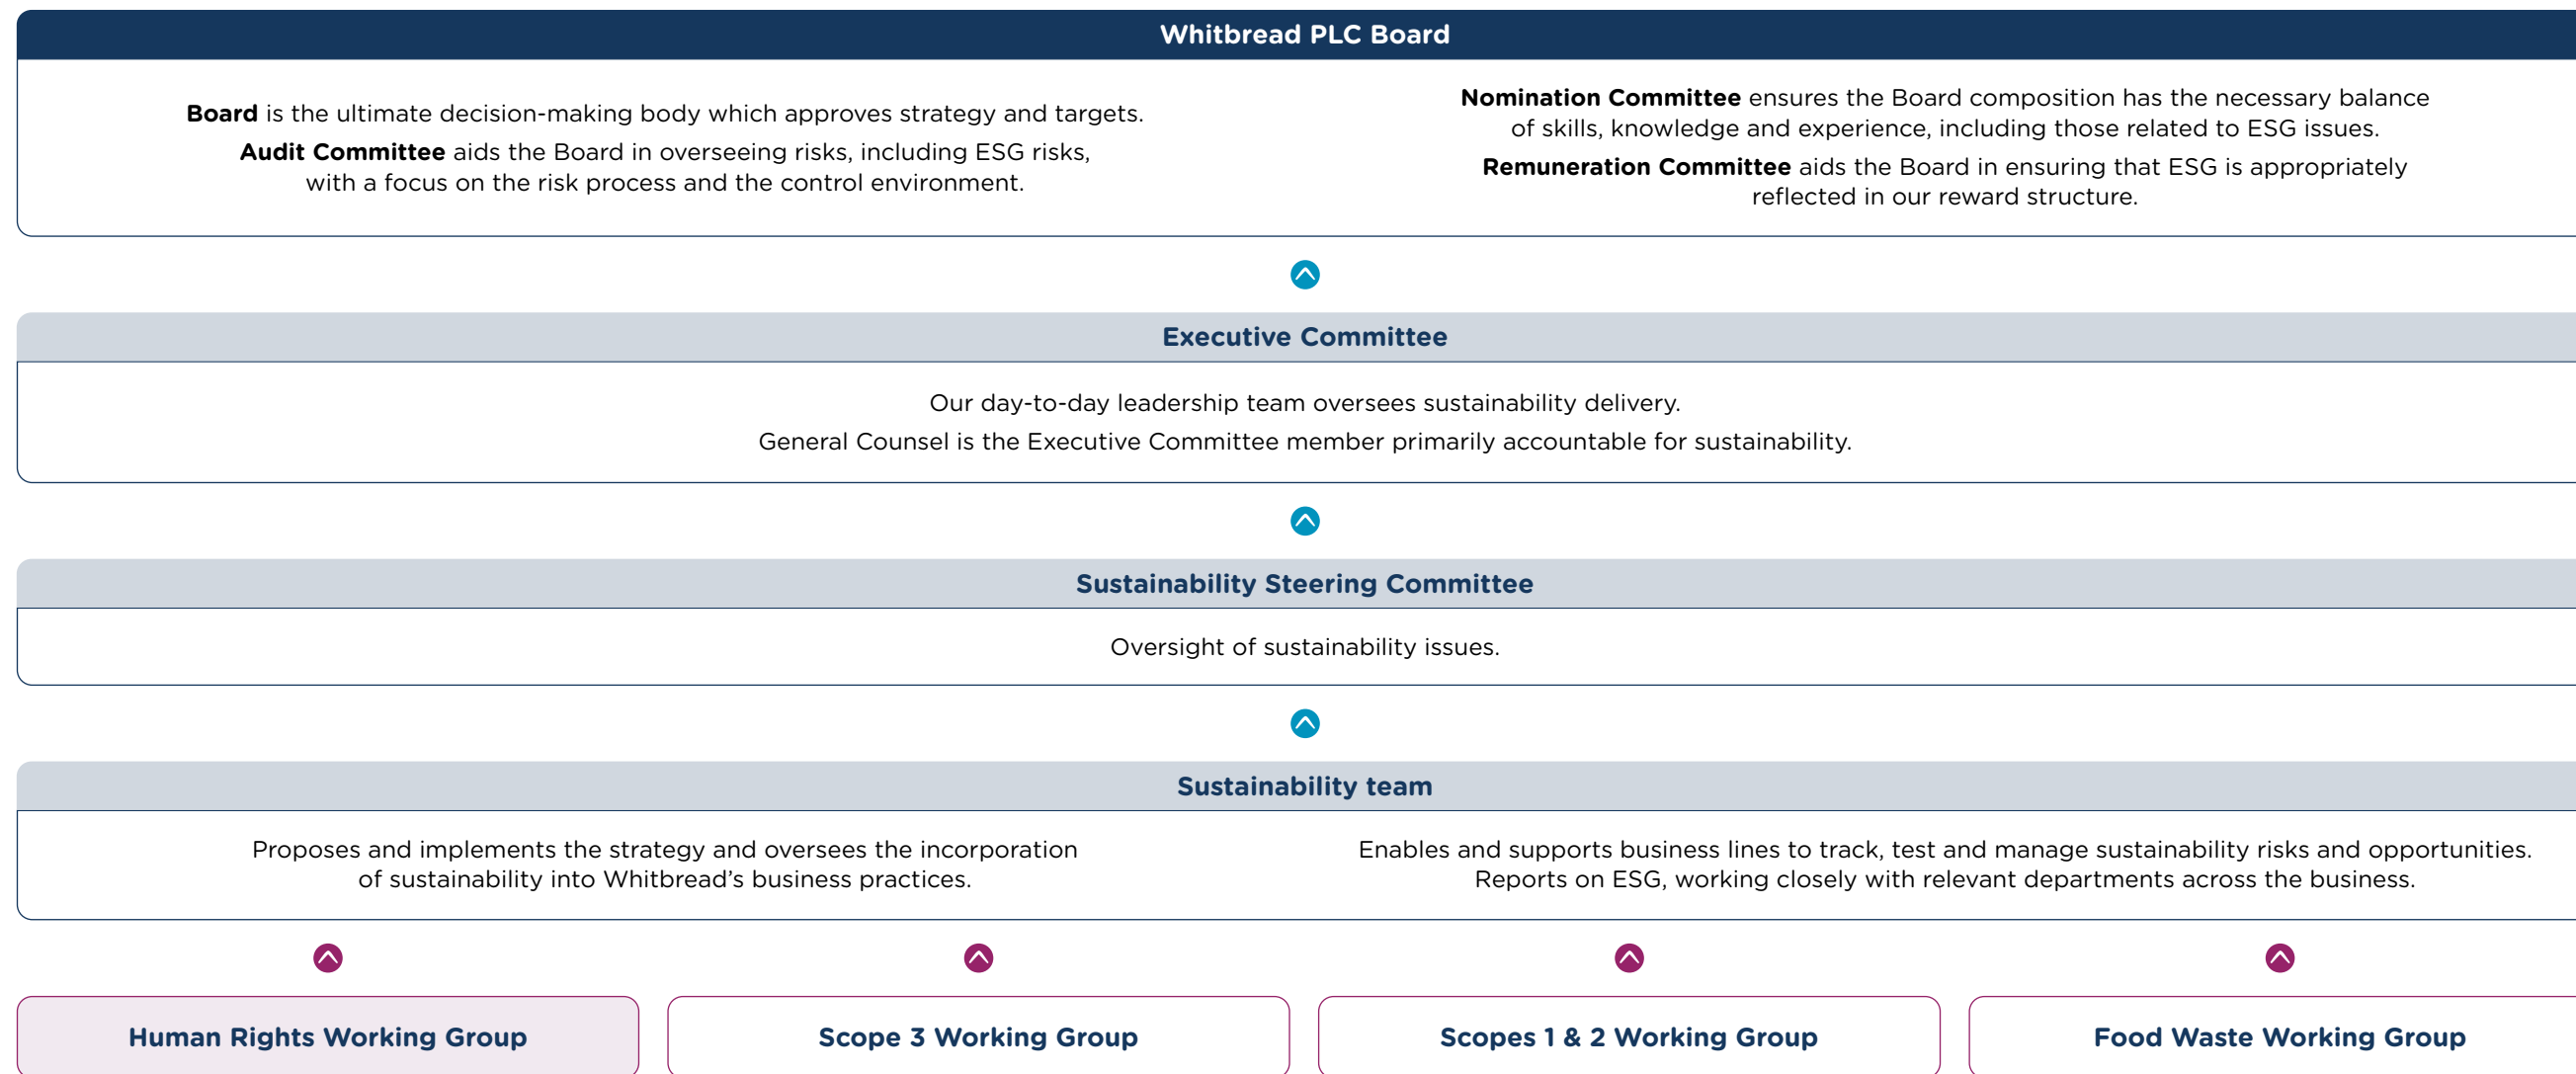 Whitbread PLC Board
Board is the ultimate decision-making body which approves strategy and targets.
Audit Committee aids the Board in overseeing risks, including ESG risks,
with a focus on the risk process and the control environment.
Nomination Committee ensures the Board composition has the necessary balance
of skills, knowledge and experience, including those related to ESG issues.
Remuneration Committee aids the Board in ensuring that ESG is appropriately
reflected in our reward structure.
Executive Committee
Our day-to-day leadership team oversees sustainability delivery.
General Counsel is the Executive Committee member primarily accountable for sustainability.
Sustainability Steering Committee
Oversight of sustainability issues.
Sustainability team
Proposes and implements the strategy and oversees the incorporation
of sustainability into Whitbread’s business practices.
Enables and supports business lines to track, test and manage sustainability risks and opportunities.
Reports on ESG, working closely with relevant departments across the business.
Human Rights Working Group
Scope 3 Working Group
Scopes 1 & 2 Working Group
Food Waste Working Group